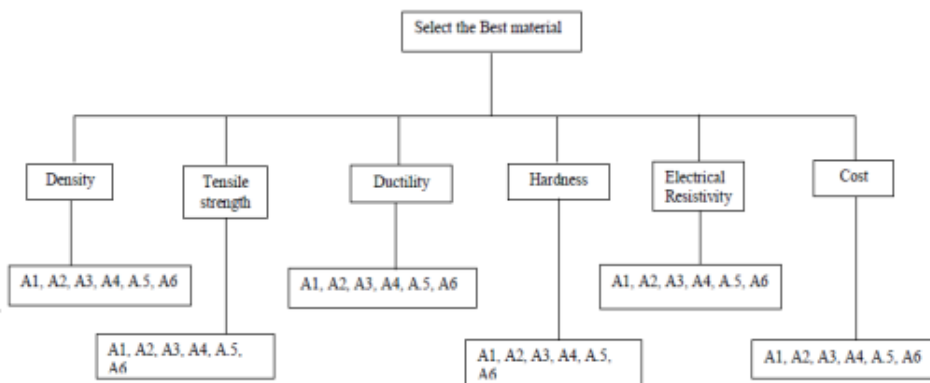 Select the Best material
Density
Tensile
strength
Ductility
Hardness
Electrical
Resistivity
Cost
A1, A2, A3, A4, A.5, A6
A1, A2, A3, A4, A.5,
A6
A1, A2, A3, A4, A.5, A6
A1, A2, A3, A4, A.5,
A6
A1, A2, A3, A4, A.5, A6
A1, A2, A3, A4, A.5, A6